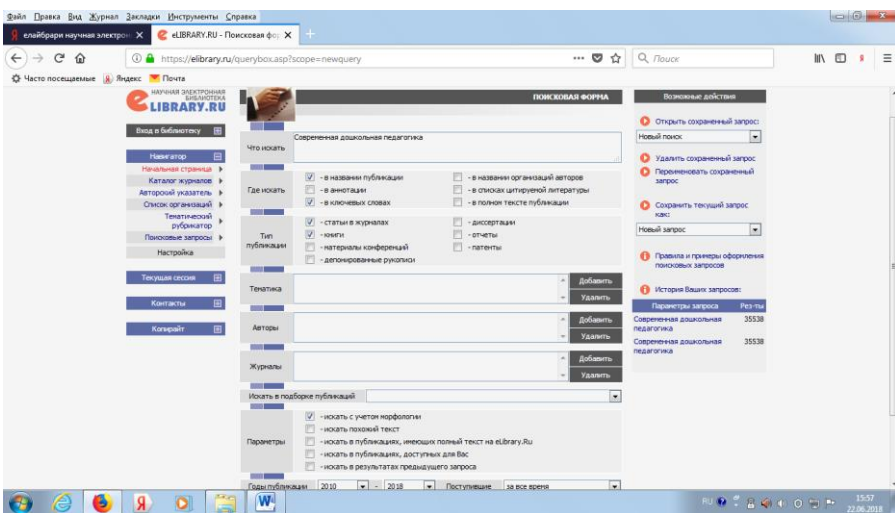 Файл Правка Вид Журнал Закладки Инструменты Справка
елайбрари научная электрон
eLIBRARY.RU - Поисковая фор
https://elibrary.ru/querybox.asp?scope=newquery
Поиск
Часто посещаемые Яндекс Почта
НАУЧНАЯ ЭЛЕКТРОННАЯ
БИБЛИОТЕКА
LIBRARY.RU
Вход в библиотеку
Навигатор
Начальная страница
Каталог журналов
Авторский указатель
Список организаций
Тематический
рубрикатор
Поисковые запросы
Настройка
Текущая сессия
Контакты
Копирайт
ПОИСКОВАЯ ФОРМА
Что искать
Современная дошкольная педагогика
Где искать
- в названии публикации
- в аннотации
- в ключевых словах
- в названии организаций авторов
- в списках цитируемой литературы
- в полном тексте публикации
Тип
публикации
- статьи в журналах
- книги
- материалы конференций
- депонированные рукописи
- диссертации
- отчеты
- патенты
Тематика
Добавить
Удалить
Авторы
Добавить
Удалить
Журналы
Добавить
Удалить
Искать в подборке публикаций
Параметры
- искать с учетом морфологии
- искать похожий текст
- искать в публикациях, имеющих полный текст на eLibrary.Ru
- искать в публикациях, доступных для Вас
- искать в результатах предыдущего запроса
Годы публикации 2010 - 2018 Поступившие за все время
Возможные действия
Открыть сохраненный запрос:
Новый поиск
Удалить сохраненный запрос
Переименовать сохраненный
запрос
Сохранить текущий запрос
как:
Новый запрос
Правила и примеры оформления
поисковых запросов
История Ваших запросов:
Параметры запроса Рез-ты
Современная дошкольная 35538
педагогика
Современная дошкольная 35538
педагогика
RU
15:57
22.06.2018